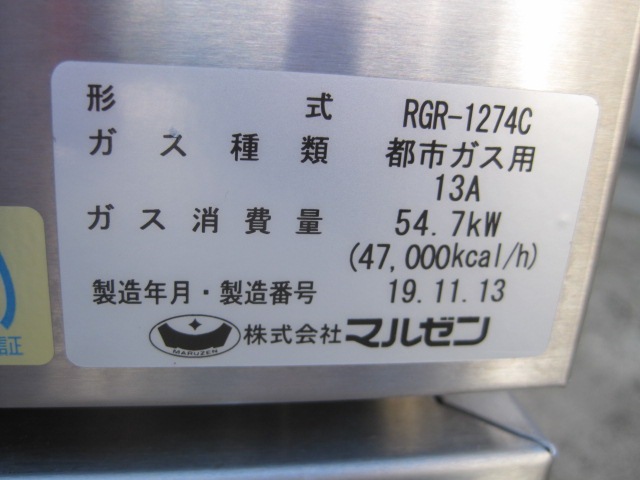 形式 RGR-1274C
ガス種類 都市ガス用
13A
ガス消費量 54.7kW
(47,000kcal/h)
製造年月・製造番号 19.11.13
MARUZEN 株式会社マルゼン
証